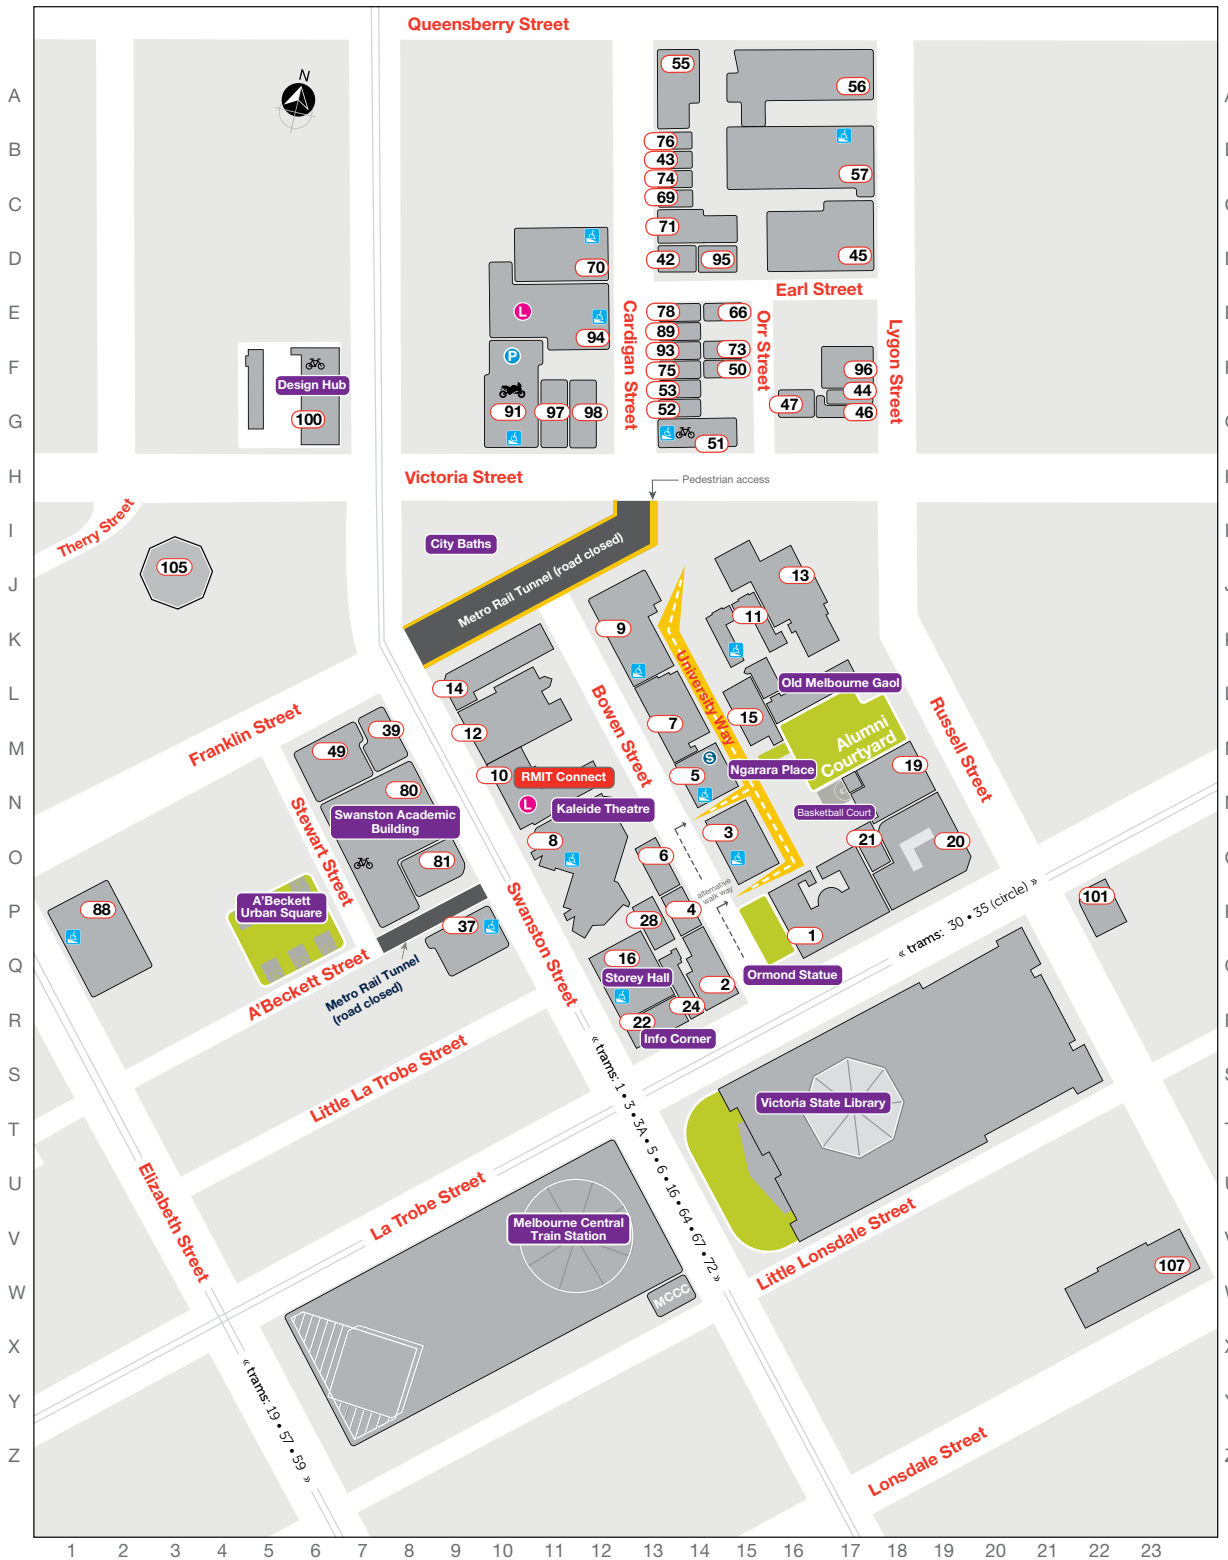 Queensberry Street
N
A
A
B
B
C
C
D
D
E
E
F
F
G
G
H
H
I
I
J
J
K
K
L
L
M
M
N
N
O
O
P
P
Q
Q
R
R
S
S
T
T
U
U
V
V
W
W
X
X
Y
Y
Z
Z
55
56
76
43
74
69
57
71
42
95
45
70
L
94
Earl Street
Cardigan Street
78
66
89
93
73
75
50
53
52
51
Orr Street
Lygon Street
96
44
47
46
P
91
97
98
Design Hub
100
Victoria Street
Pedestrian access
Therry Street
105
City Baths
Metro Rail Tunnel (road closed)
13
11
9
University Way
Old Melbourne Gaol
14
12
Bowen Street
7
15
Russell Street
Alumni
Courtyard
Franklin Street
39
49
80
10
RMIT Connect
S
5
Ngarara Place
19
L
Kaleide Theatre
Basketball Court
Stewart Street
Swanston Academic
Building
81
8
3
6
21
20
alternative
walk way
88
A'Beckett
Urban Square
37
28
4
1
101
« trams: 30 • 35 (circle) »
A'Beckett Street
Metro Rail Tunnel
(road closed)
Swanston Street
16
Storey Hall
2
Ormond Statue
24
22
Info Corner
Little La Trobe Street
« trams: 1 • 3 • 3A • 5 • 6 • 16 • 64 • 67 • 72 »
Victoria State Library
Elizabeth Street
La Trobe Street
Melbourne Central
Train Station
MCCC
Little Lonsdale Street
107
« trams: 19 • 57 • 59 »
Lonsdale Street
1 2 3 4 5 6 7 8 9 10 11 12 13 14 15 16 17 18 19 20 21 22 23